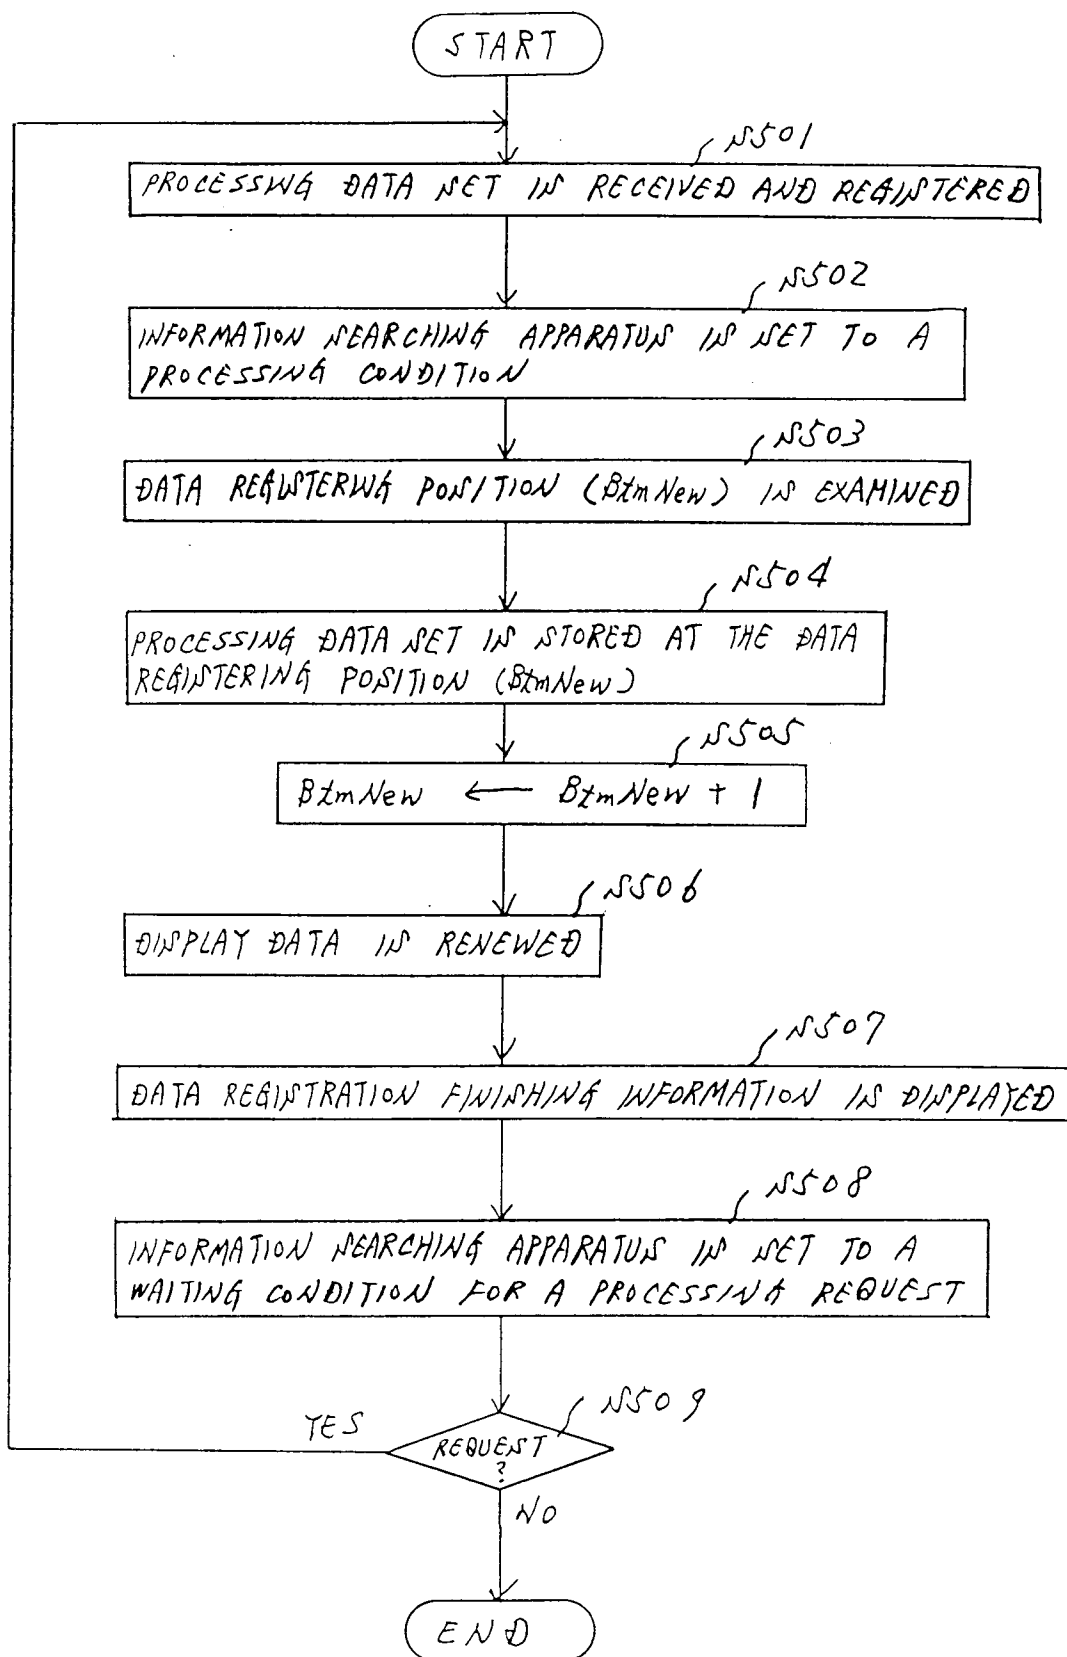 START
S501
PROCESSING DATA SET IS RECEIVED AND REGISTERED
S502
INFORMATION SEARCHING APPARATUS IS SET TO A
PROCESSING CONDITION
S503
DATA REGISTERING POSITION (BtmNew) IS EXAMINED
S504
PROCESSING DATA SET IS STORED AT THE DATA
REGISTERING POSITION (BtmNew)
S505
BtmNew ← BtmNew + 1
S506
DISPLAY DATA IS RENEWED
S507
DATA REGISTRATION FINISHING INFORMATION IS DISPLAYED
S508
INFORMATION SEARCHING APPARATUS IS SET TO A
WAITING CONDITION FOR A PROCESSING REQUEST
S509
YES
REQUEST
?
NO
END